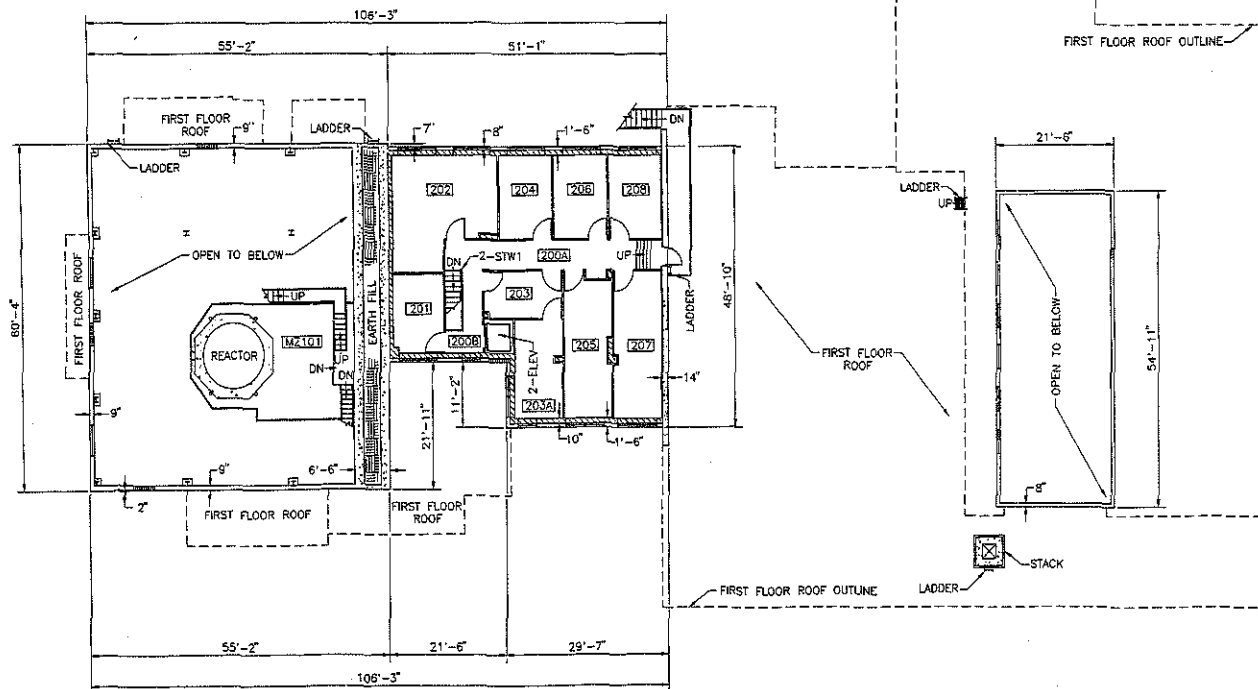 106'-3"
FIRST FLOOR ROOF OUTLINE
55'-2"
51'-1"
FIRST FLOOR
ROOF
9"
LADDER
7"
8"
1'-6"
DN
21'-6"
LADDER
202
204
206
208
LADDER
UP
OPEN TO BELOW
DN
2-STW1
200A
UP
FIRST FLOOR ROOF
60'-4"
EARTH FILL
LADDER
48'-10"
OPEN TO BELOW
54'-11"
UP
201
203
REACTOR
MZ101
UP
DN
DN
200B
205
207
FIRST FLOOR
ROOF
2-ELEV
14"
9"
203A
21'-11"
11'-2"
10"
1'-6"
9"
6'-6"
2"
8"
FIRST FLOOR ROOF
FIRST FLOOR
ROOF
STACK
LADDER
FIRST FLOOR ROOF OUTLINE
55'-2"
21'-6"
29'-7"
106'-3"